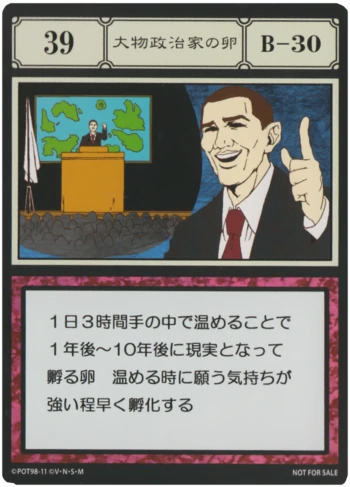 39
大物政治家の卵
B-30
1日3時間手の中で温めることで
1年後~10年後に現実となって
孵る卵　温める時に願う気持ちが
強い程早く孵化する
©POT98-11 ©V・N・S・M
NOT FOR SALE